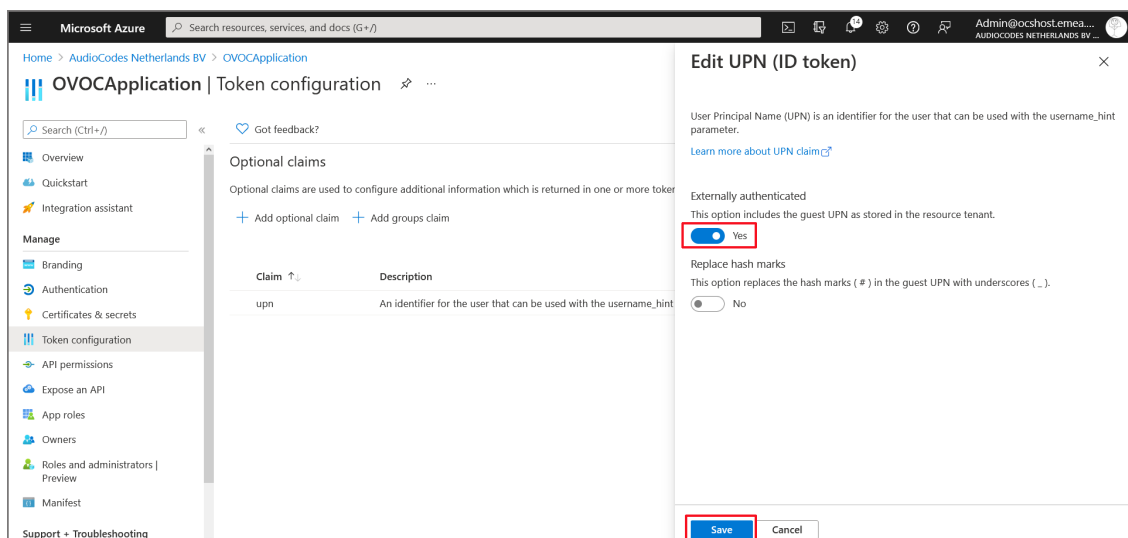 Microsoft Azure
Search resources, services, and docs (G+/)
14
Admin@ocshost.emea....
AUDIOCODES NETHERLANDS BV ...
Home > AudioCodes Netherlands BV > OVOCApplication
OVOCApplication | Token configuration
...
Search (Ctrl+/)
«
Overview
Quickstart
Integration assistant
Manage
Branding
Authentication
Certificates & secrets
Token configuration
API permissions
Expose an API
App roles
Owners
Roles and administrators |
Preview
Manifest
Support + Troubleshooting
Got feedback?
Optional claims
Optional claims are used to configure additional information which is returned in one or more token
+ Add optional claim + Add groups claim
Claim ↑↓ Description
upn An identifier for the user that can be used with the username_hint
Edit UPN (ID token)
User Principal Name (UPN) is an identifier for the user that can be used with the username_hint
parameter.
Learn more about UPN claim
Externally authenticated
This option includes the guest UPN as stored in the resource tenant.
Yes
Replace hash marks
This option replaces the hash marks ( # ) in the guest UPN with underscores ( _ ).
No
Save Cancel